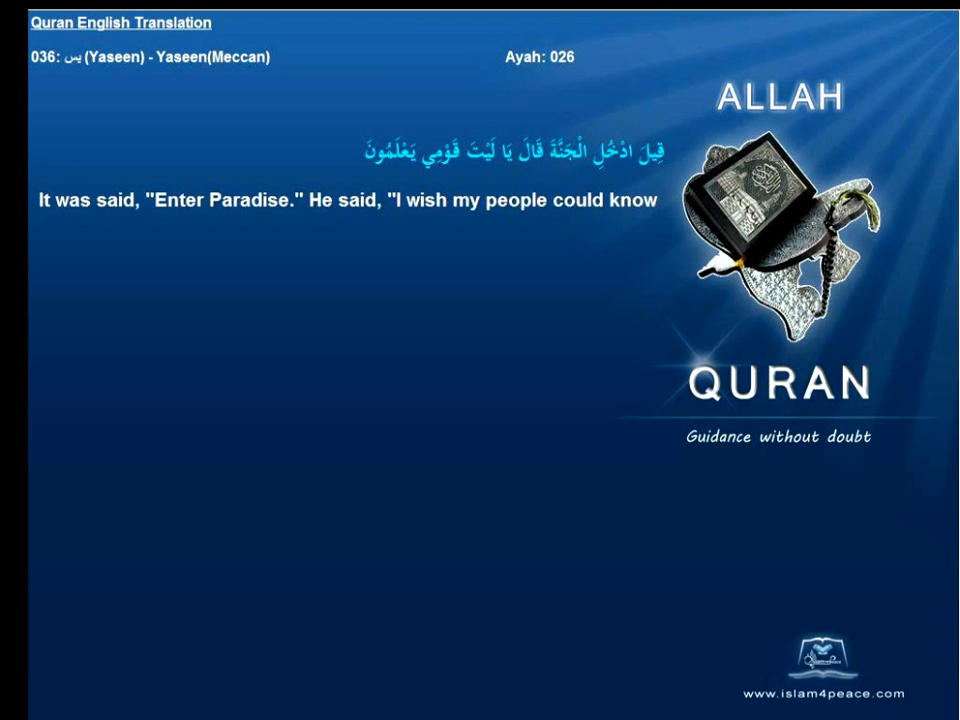 Quran English Translation
036: يس (Yaseen) - Yaseen(Meccan) Ayah: 026
ALLAH
قِيلَ ادْخُلِ الْجَنَّةَ قَالَ يَا لَيْتَ قَوْمِي يَعْلَمُونَ
It was said, "Enter Paradise." He said, "I wish my people could know
QURAN
Guidance without doubt
www.islam4peace.com